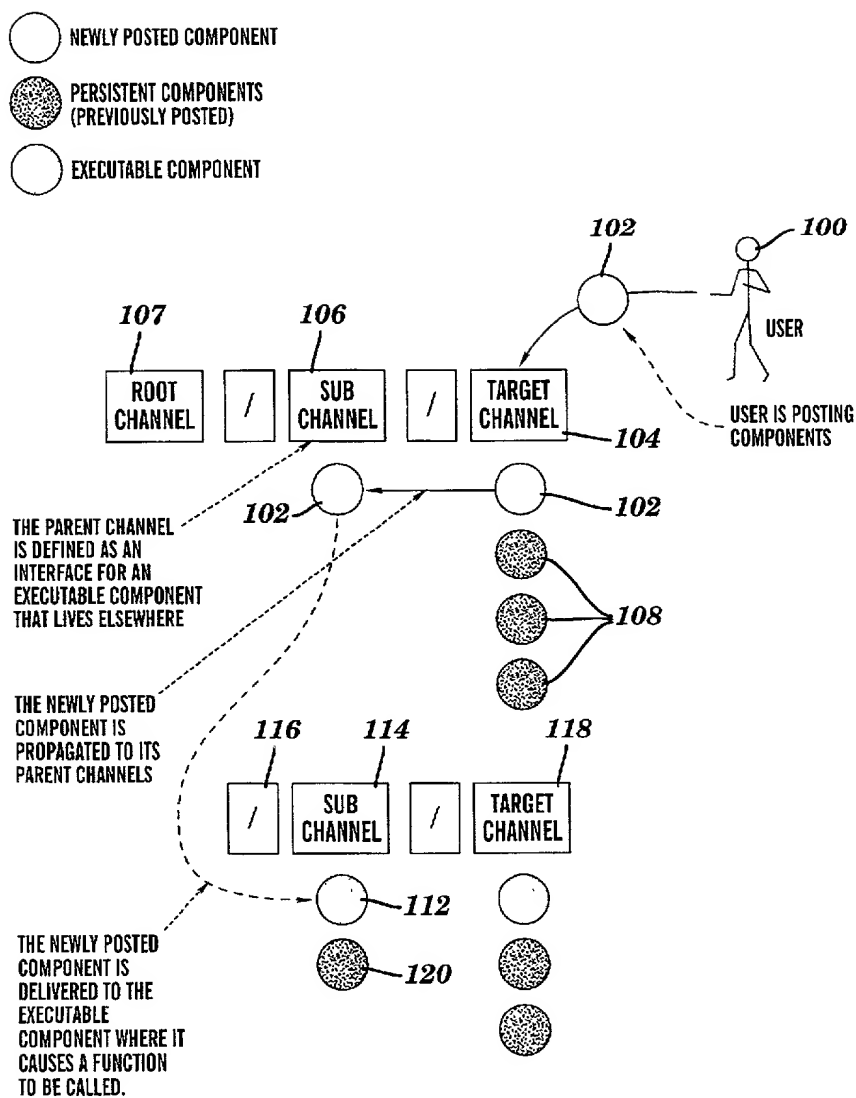 NEWLY POSTED COMPONENT
PERSISTENT COMPONENTS
(PREVIOUSLY POSTED)
EXECUTABLE COMPONENT
102
100
USER
107
106
ROOT
CHANNEL
/
SUB
CHANNEL
/
TARGET
CHANNEL
104
USER IS POSTING
COMPONENTS
102
102
THE PARENT CHANNEL
IS DEFINED AS AN
INTERFACE FOR AN
EXECUTABLE COMPONENT
THAT LIVES ELSEWHERE
108
THE NEWLY POSTED
COMPONENT IS
PROPAGATED TO ITS
PARENT CHANNELS
116
114
118
/
SUB
CHANNEL
/
TARGET
CHANNEL
112
120
THE NEWLY POSTED
COMPONENT IS
DELIVERED TO THE
EXECUTABLE
COMPONENT WHERE IT
CAUSES A FUNCTION
TO BE CALLED.